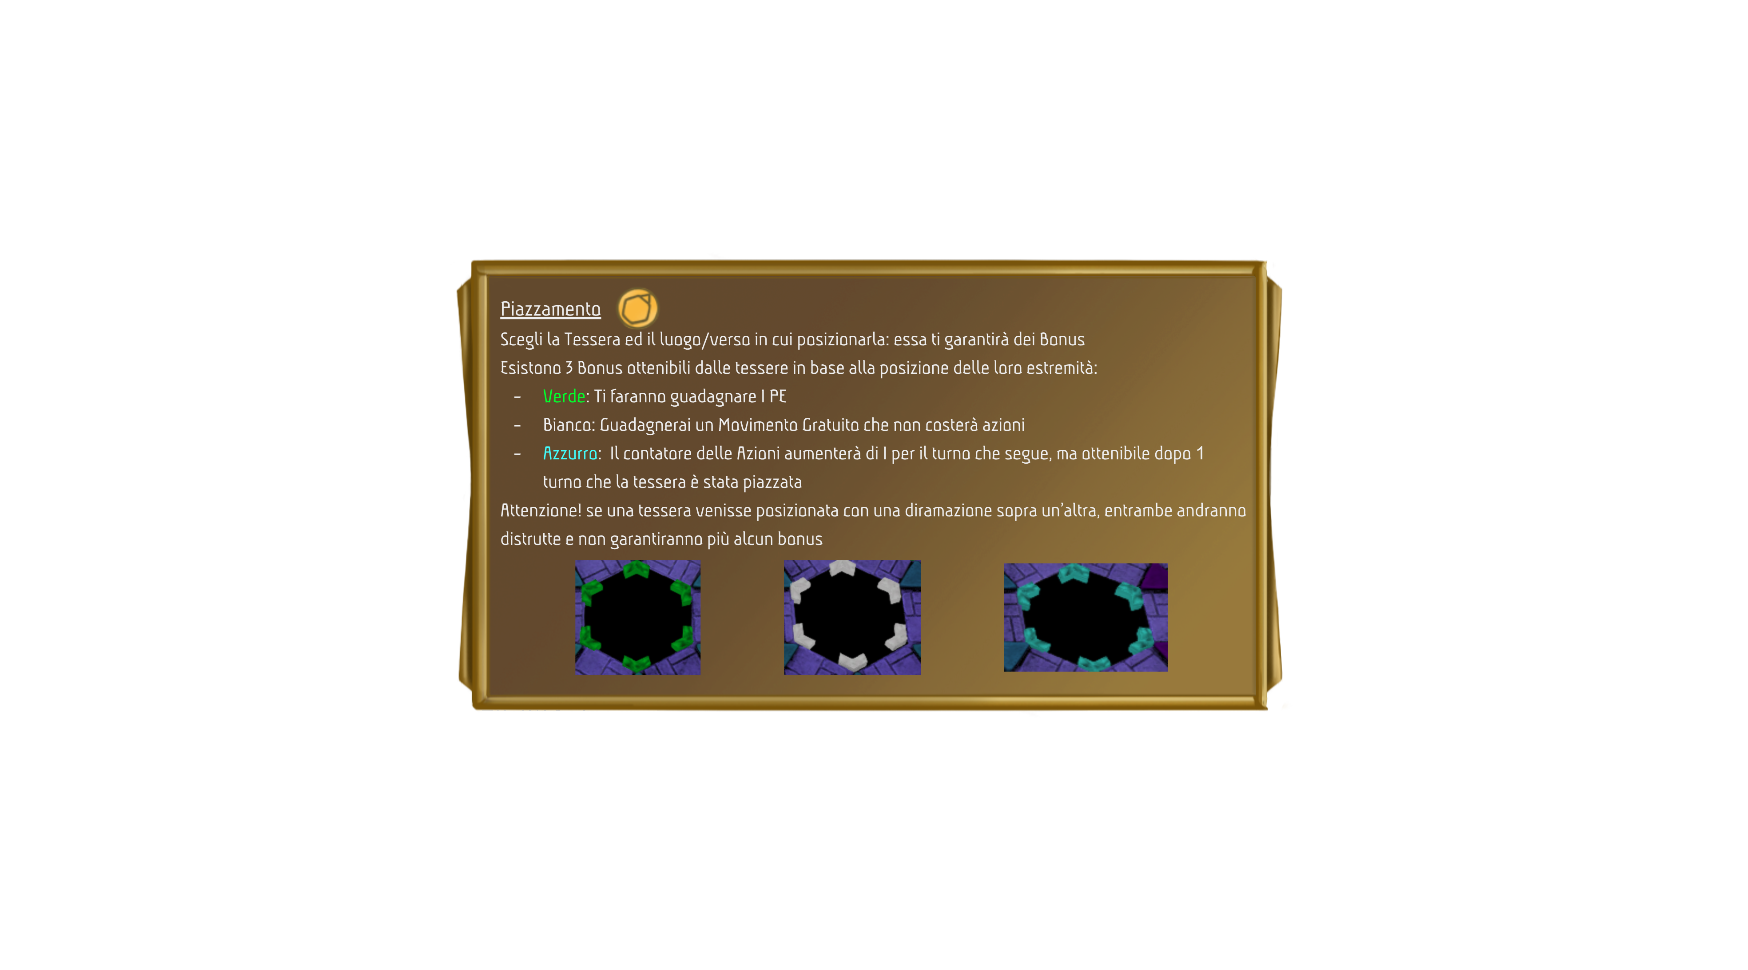 Piazzamento
Scegli la Tessera ed il luogo/verso in cui posizionarla: essa ti garantirà dei Bonus
Esistono 3 Bonus ottenibili dalle tessere in base alla posizione delle loro estremità:
- Verde: Ti faranno guadagnare 1 PE
- Bianco: Guadagnerai un Movimento Gratuito che non costerà azioni
- Azzurro: Il contatore delle Azioni aumenterà di 1 per il turno che segue, ma ottenibile dopo 1
turno che la tessera è stata piazzata
Attenzione! se una tessera venisse posizionata con una diramazione sopra un'altra, entrambe andranno
distrutte e non garantiranno più alcun bonus